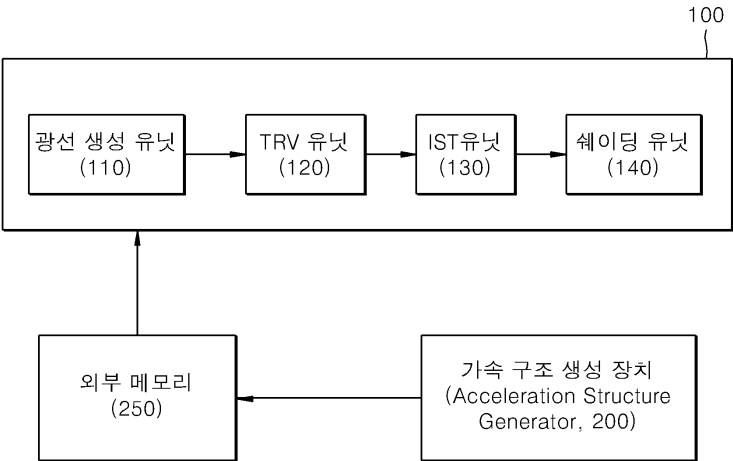 100
광선 생성 유닛
(110)
TRV 유닛
(120)
IST유닛
(130)
쉐이딩 유닛
(140)
외부 메모리
(250)
가속 구조 생성 장치
(Acceleration Structure
Generator, 200)